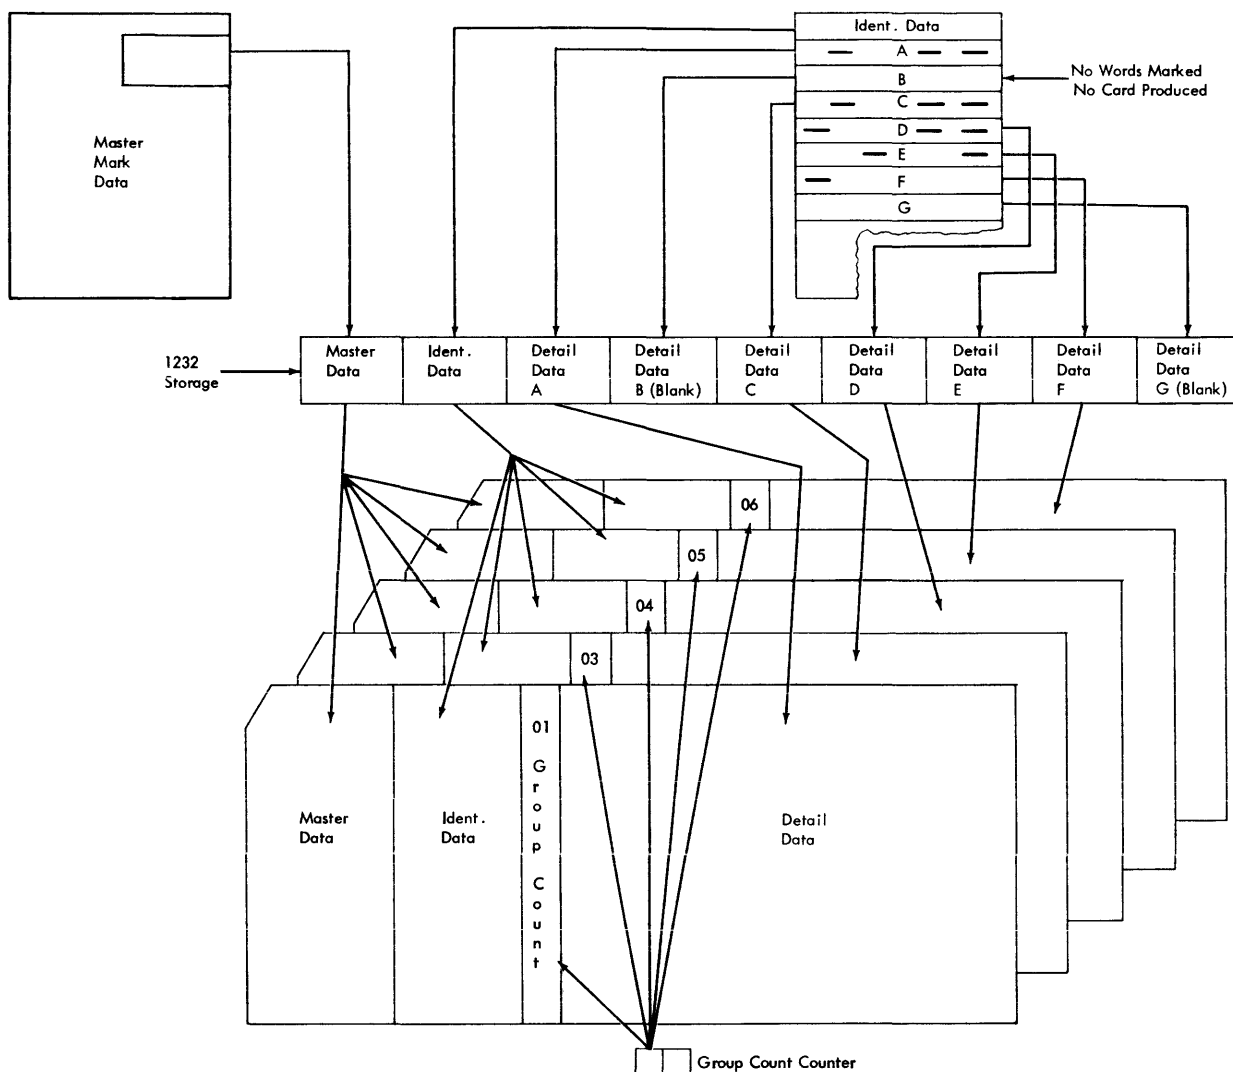 Ident. Data
A
B
C
D
E
F
G
No Words Marked
No Card Produced
Master
Mark
Data
1232
Storage
Master
Data
Ident.
Data
Detail
Data
A
Detail
Data
B (Blank)
Detail
Data
C
Detail
Data
D
Detail
Data
E
Detail
Data
F
Detail
Data
G (Blank)
06
05
04
03
01
Group Count
Master
Data
Ident.
Data
Detail
Data
Group Count Counter